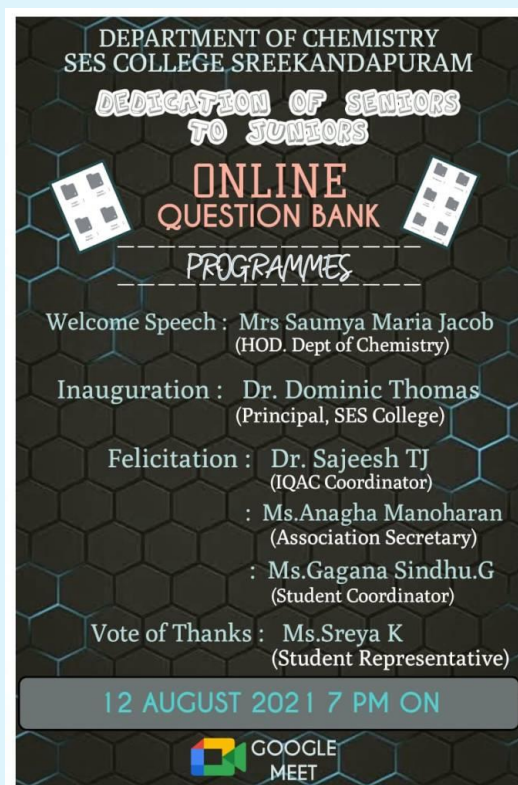 DEPARTMENT OF CHEMISTRY
SES COLLEGE SREEKANDAPURAM
DEDICATION OF SENIORS
TO JUNIORS
ONLINE
QUESTION BANK
PROGRAMMES
Welcome Speech : Mrs Saumya Maria Jacob
(HOD. Dept of Chemistry)
Inauguration : Dr. Dominic Thomas
(Principal, SES College)
Felicitation : Dr. Sajeesh TJ
(IQAC Coordinator)
: Ms.Anagha Manoharan
(Association Secretary)
: Ms.Gagana Sindhu.G
(Student Coordinator)
Vote of Thanks : Ms.Sreya K
(Student Representative)
12 AUGUST 2021 7 PM ON
GOOGLE
MEET